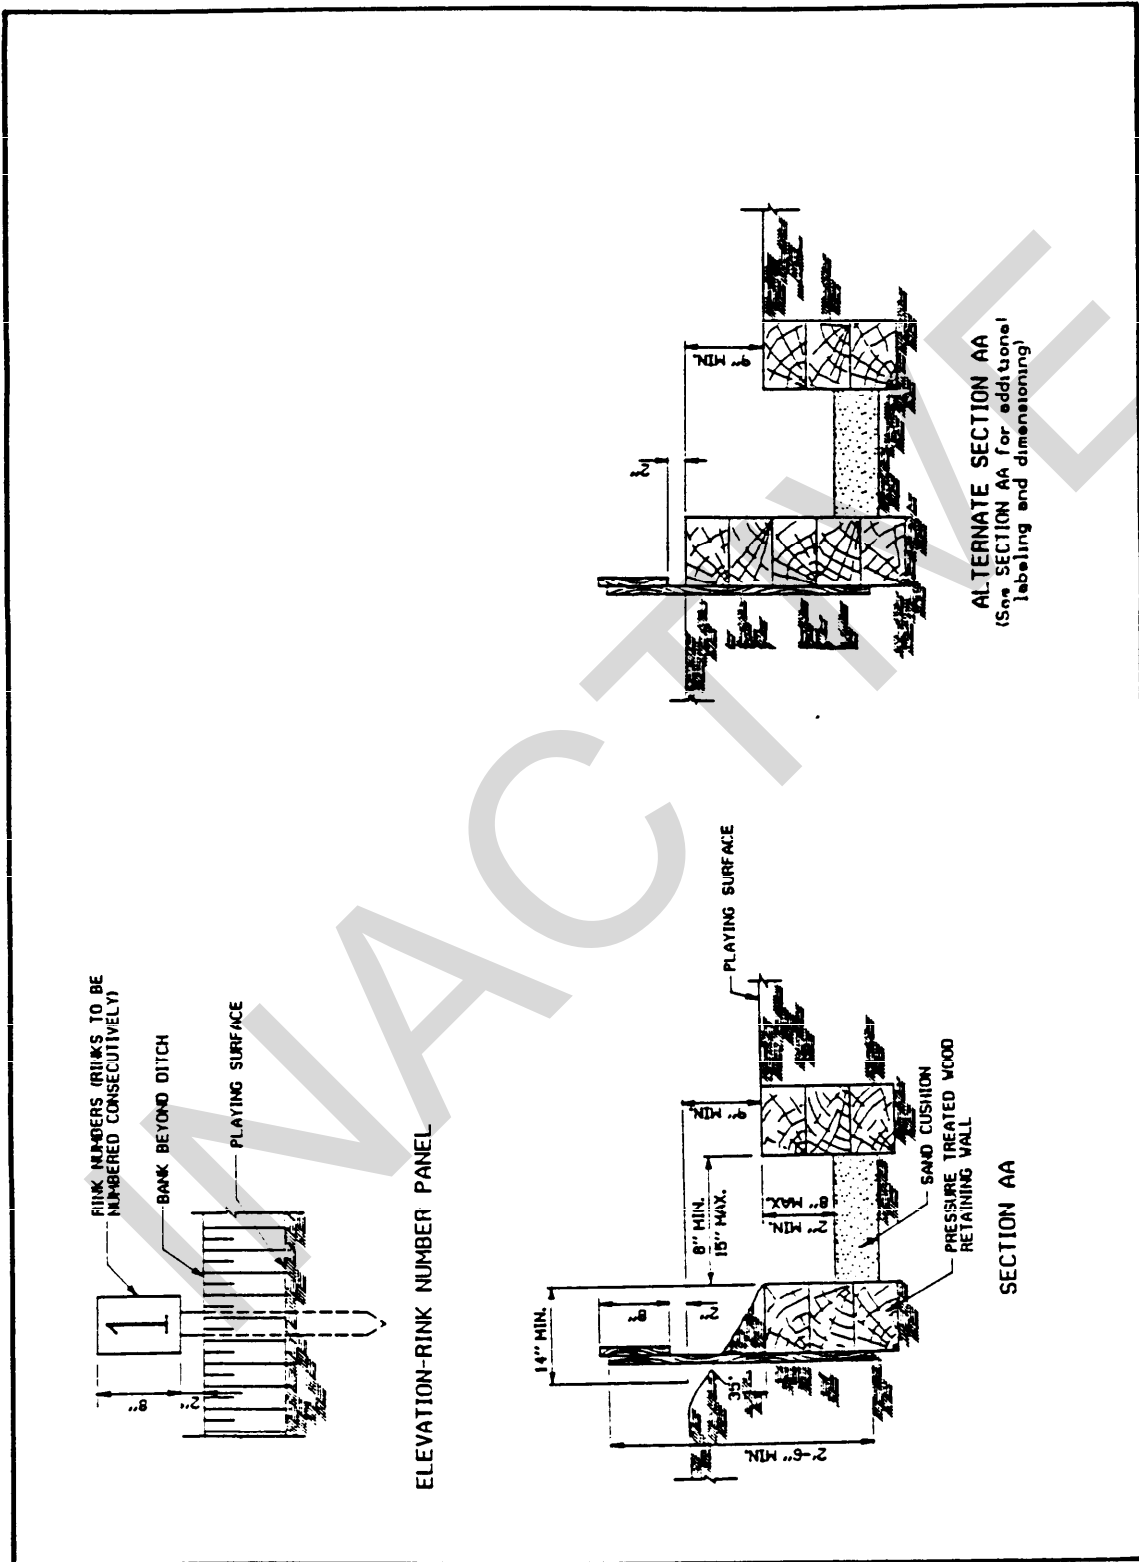 RINK NUMBERS (RINKS TO BE
NUMBERED CONSECUTIVELY)
BANK BEYOND DITCH
PLAYING SURFACE
1
8"
2"
ELEVATION-RINK NUMBER PANEL
14" MIN.
8"
2"
8" MIN.
15" MAX.
9" MIN.
2" MIN.
8" MAX.
35°
2'-6" MIN.
PLAYING SURFACE
SAND CUSHION
PRESSURE TREATED WOOD
RETAINING WALL
SECTION AA
2"
9" MIN.
ALTERNATE SECTION AA
(See SECTION AA for additional
labeling and dimensioning)
INACTIVE